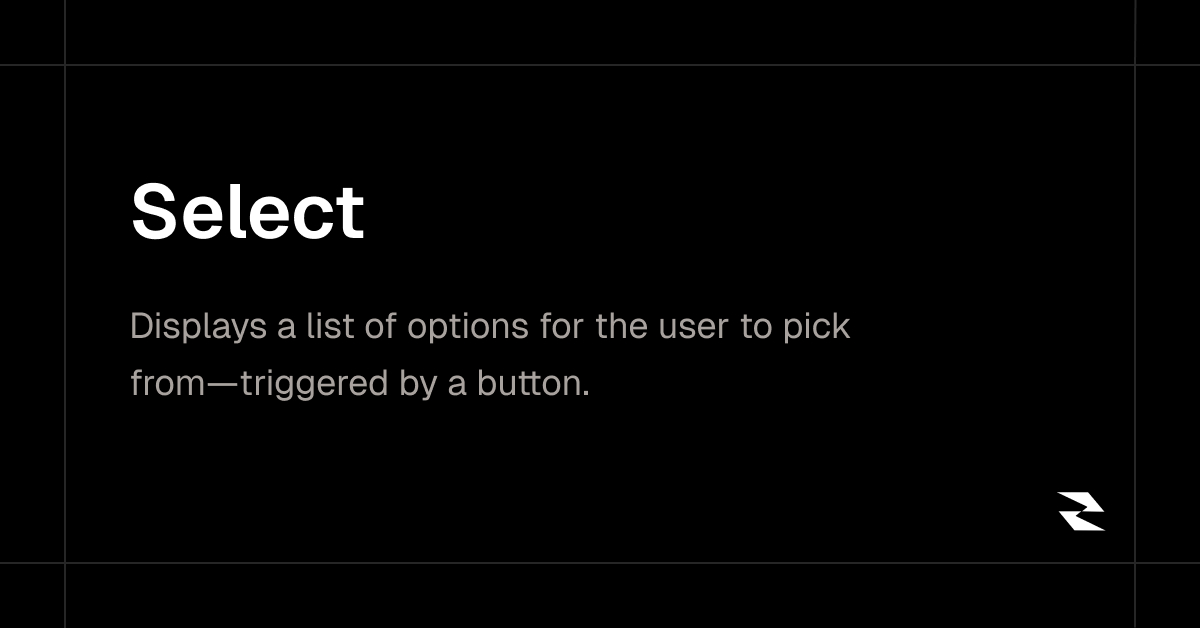 Select
Displays a list of options for the user to pick
from—triggered by a button.